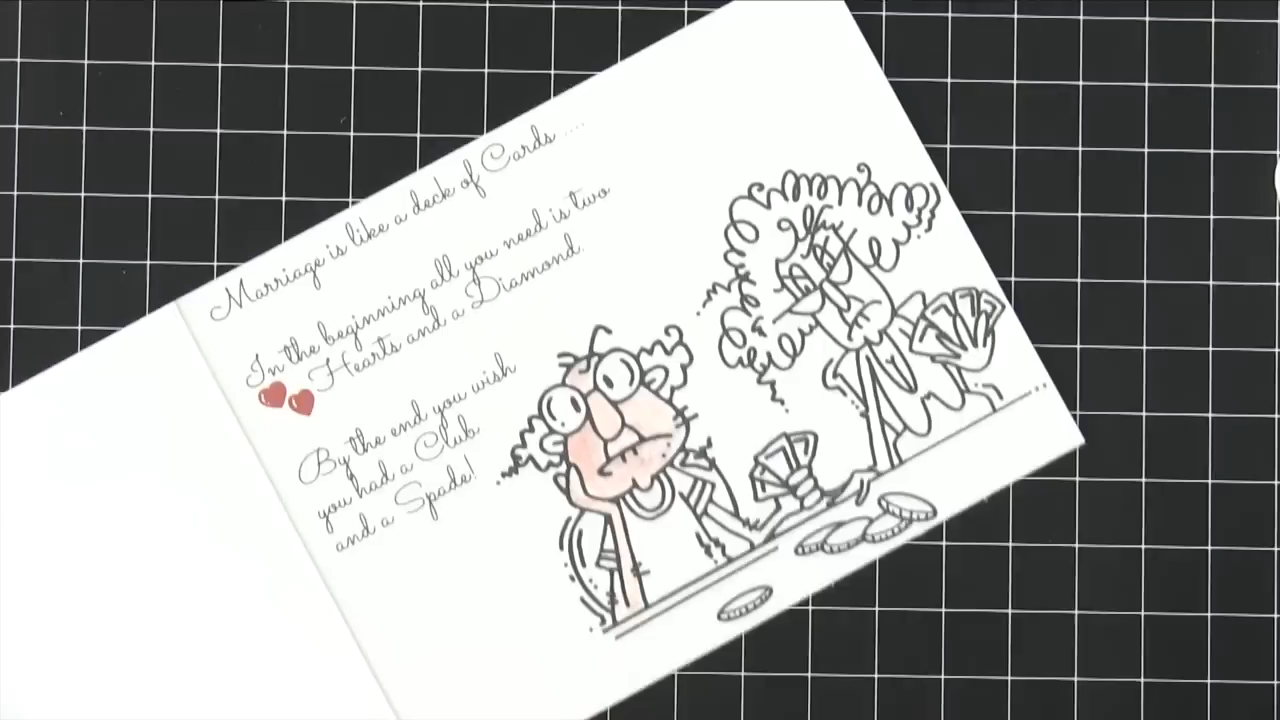 Marriage is like a deck of Cards ....
In the beginning all you need is two
Hearts and a Diamond.
By the end you wish
you had a Club
and a Spade!